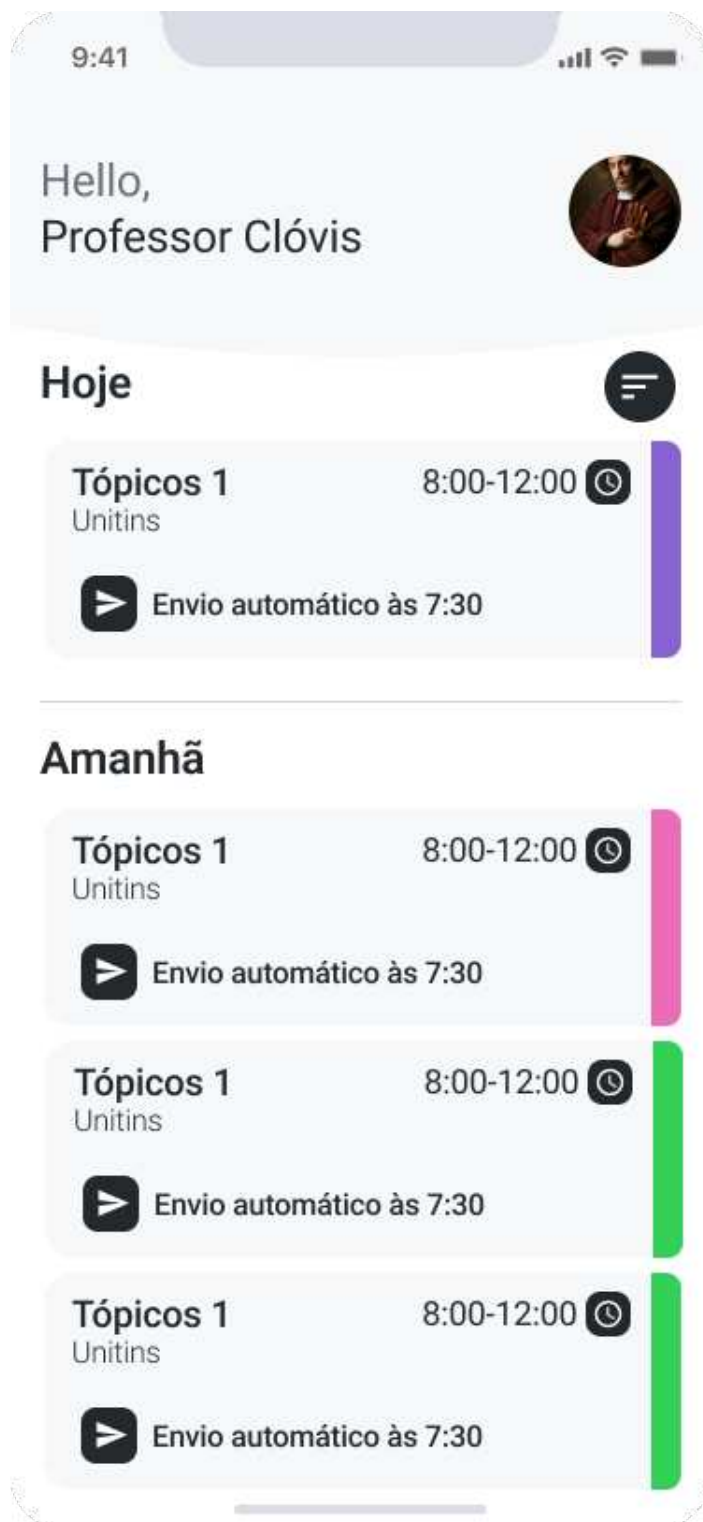 9:41
Hello,
Professor Clóvis
Hoje
Tópicos 1 8:00-12:00
Unitins
Envio automático às 7:30
Amanhã
Tópicos 1 8:00-12:00
Unitins
Envio automático às 7:30
Tópicos 1 8:00-12:00
Unitins
Envio automático às 7:30
Tópicos 1 8:00-12:00
Unitins
Envio automático às 7:30